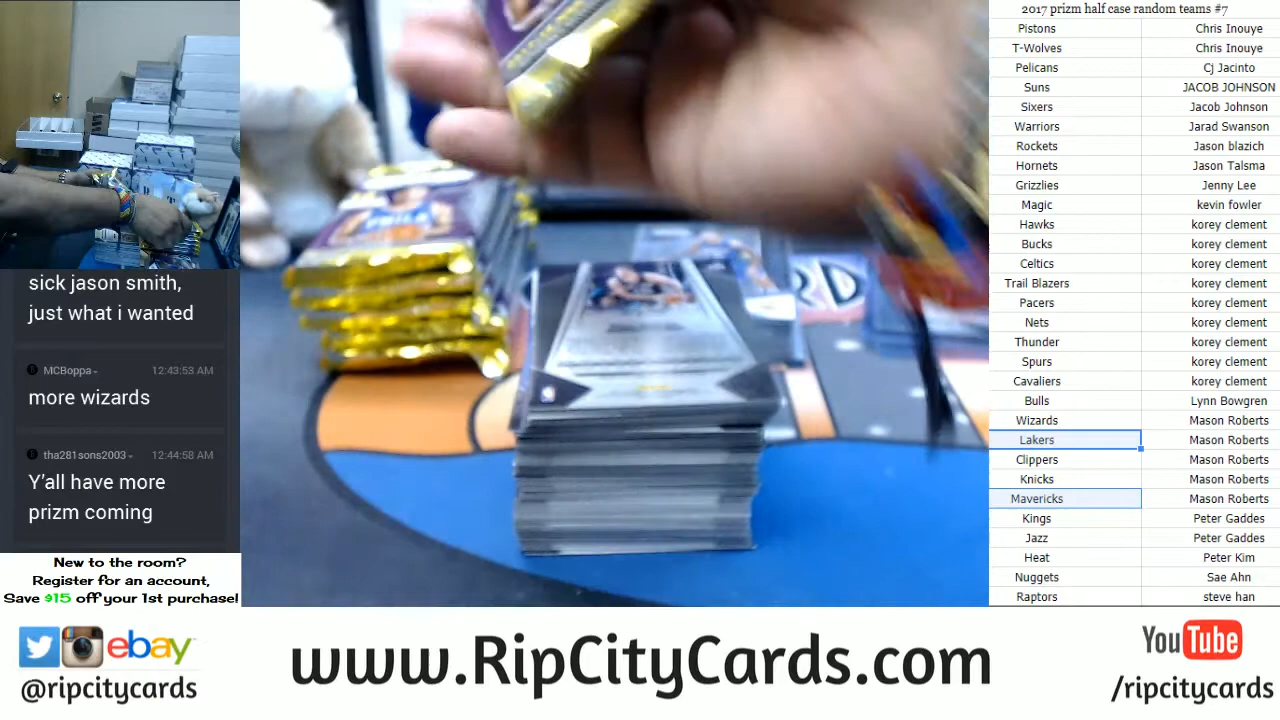 2017 prizm half case random teams #7
Pistons Chris Inouye
T-Wolves Chris Inouye
Pelicans Cj Jacinto
Suns JACOB JOHNSON
Sixers Jacob Johnson
Warriors Jarad Swanson
Rockets Jason blazich
Hornets Jason Talsma
Grizzlies Jenny Lee
Magic kevin fowler
Hawks korey clement
Bucks korey clement
Celtics korey clement
Trail Blazers korey clement
Pacers korey clement
Nets korey clement
Thunder korey clement
Spurs korey clement
Cavaliers korey clement
Bulls Lynn Bowgren
Wizards Mason Roberts
Lakers Mason Roberts
Clippers Mason Roberts
Knicks Mason Roberts
Mavericks Mason Roberts
Kings Peter Gaddes
Jazz Peter Gaddes
Heat Peter Kim
Nuggets Sae Ahn
Raptors steve han
sick jason smith,
just what i wanted
MCBoppa 12:43:53 AM
more wizards
tha281sons2003 12:44:58 AM
Y'all have more
prizm coming
New to the room?
Register for an account,
Save $15 off your 1st purchase!
ebay
@ripcitycards
www.RipCityCards.com
YouTube
/ripcitycards
PHILA